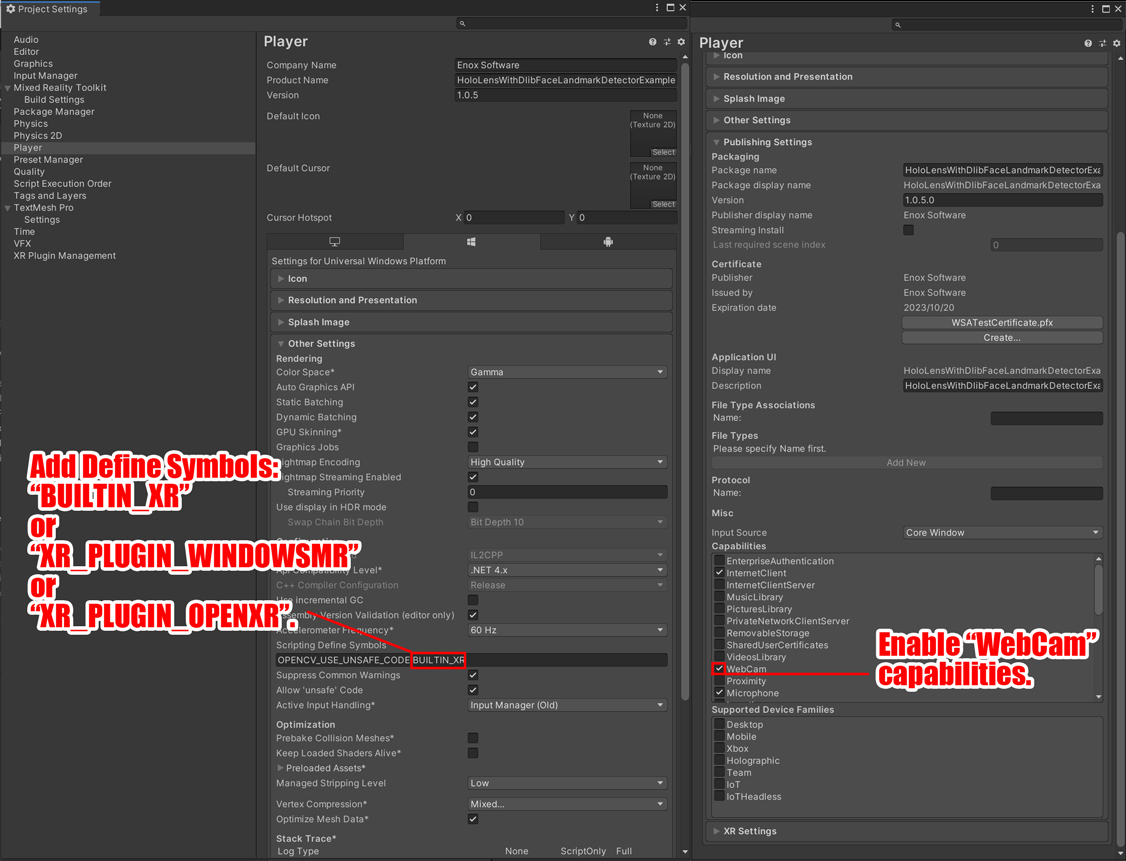 Project Settings
Audio
Editor
Graphics
Input Manager
Mixed Reality Toolkit
Build Settings
Package Manager
Physics
Physics 2D
Player
Preset Manager
Quality
Script Execution Order
Tags and Layers
TextMesh Pro
Settings
Time
VFX
XR Plugin Management
Player
Company Name Enox Software
Product Name HoloLensWithDlibFaceLandmarkDetectorExample
Version 1.0.5
Default Icon None
(Texture 2D)
Select
Default Cursor None
(Texture 2D)
Select
Cursor Hotspot X 0 Y 0
Settings for Universal Windows Platform
Icon
Resolution and Presentation
Splash Image
Other Settings
Rendering
Color Space* Gamma
Auto Graphics API
Static Batching
Dynamic Batching
GPU Skinning*
Graphics Jobs
Lightmap Encoding High Quality
Lightmap Streaming Enabled
Streaming Priority 0
Use display in HDR mode
Swap Chain Bit Depth Bit Depth 10
IL2CPP
Api Compatibility Level* .NET 4.x
C++ Compiler Configuration Release
Use incremental GC
Assembly Version Validation (editor only)
Accelerometer Frequency* 60 Hz
Scripting Define Symbols
OPENCV_USE_UNSAFE_CODE BUILTIN_XR
Suppress Common Warnings
Allow 'unsafe' Code
Active Input Handling* Input Manager (Old)
Optimization
Prebake Collision Meshes*
Keep Loaded Shaders Alive*
Preloaded Assets*
Managed Stripping Level Low
Vertex Compression* Mixed...
Optimize Mesh Data*
Stack Trace*
Log Type None ScriptOnly Full
Add Define Symbols:
“BUILTIN_XR”
or
“XR_PLUGIN_WINDOWSMR”
or
“XR_PLUGIN_OPENXR”.
Player
Icon
Resolution and Presentation
Splash Image
Other Settings
Publishing Settings
Packaging
Package name HoloLensWithDlibFaceLandmarkDetectorExa
Package display name HoloLensWithDlibFaceLandmarkDetectorExa
Version 1.0.5.0
Publisher display name Enox Software
Streaming Install
Last required scene index 0
Certificate
Publisher Enox Software
Issued by Enox Software
Expiration date 2023/10/20
WSATestCertificate.pfx
Create...
Application UI
Display name HoloLensWithDlibFaceLandmarkDetectorExa
Description HoloLensWithDlibFaceLandmarkDetectorExa
File Type Associations
Name:
File Types
Please specify Name first.
Add New
Protocol
Name:
Misc
Input Source Core Window
Capabilities
EnterpriseAuthentication
InternetClient
InternetClientServer
MusicLibrary
PicturesLibrary
PrivateNetworkClientServer
RemovableStorage
SharedUserCertificates
VideosLibrary
WebCam
Proximity
Microphone
Enable “WebCam”
capabilities.
Supported Device Families
Desktop
Mobile
Xbox
Holographic
Team
IoT
IoTHeadless
XR Settings